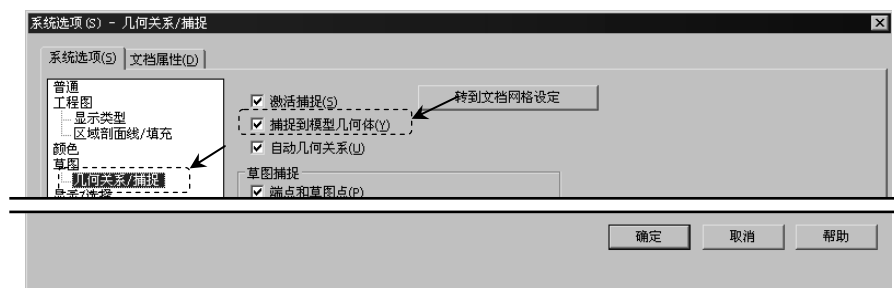 系统选项(S) - 几何关系/捕捉
系统选项(S) 文档属性(D)
普通
工程图
显示类型
区域剖面线/填充
颜色
草图
几何关系/捕捉
显示/选择
激活捕捉(S)
转到文档网格设定
捕捉到模型几何体(Y)
自动几何关系(U)
草图捕捉
端点和草图点(P)
确定 取消 帮助